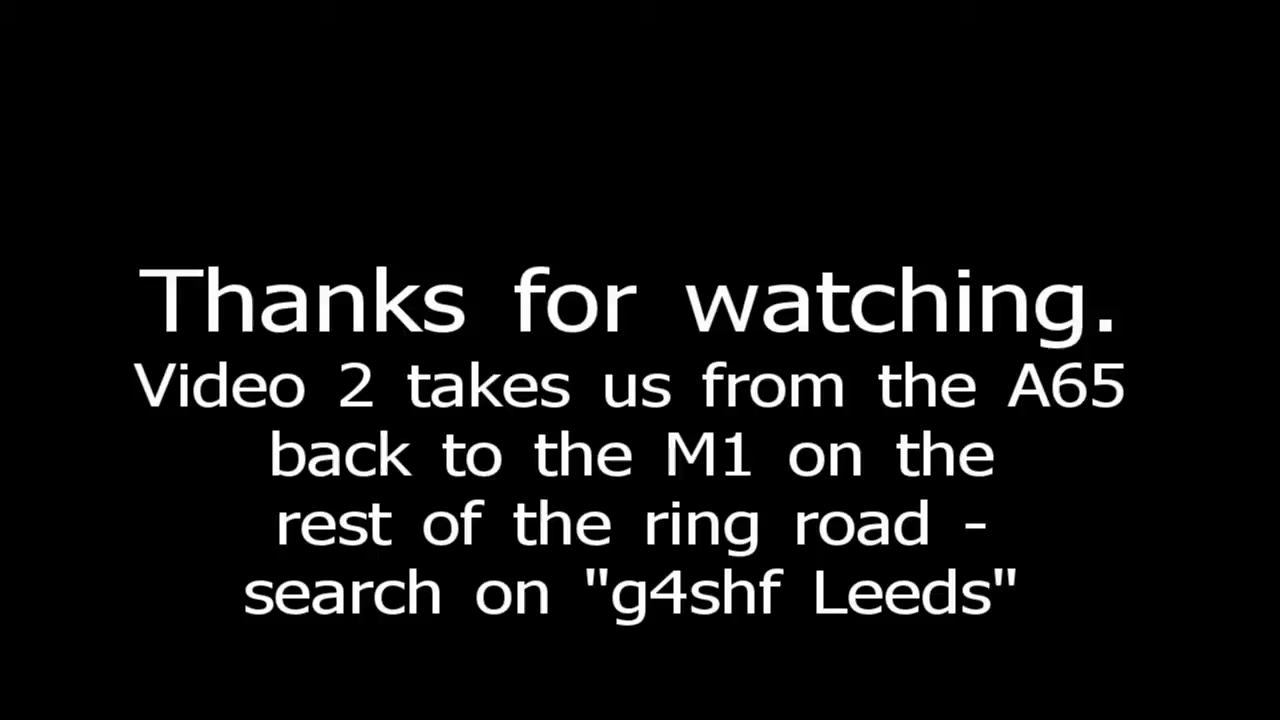 Thanks for watching.
Video 2 takes us from the A65
back to the M1 on the
rest of the ring road -
search on "g4shf Leeds"